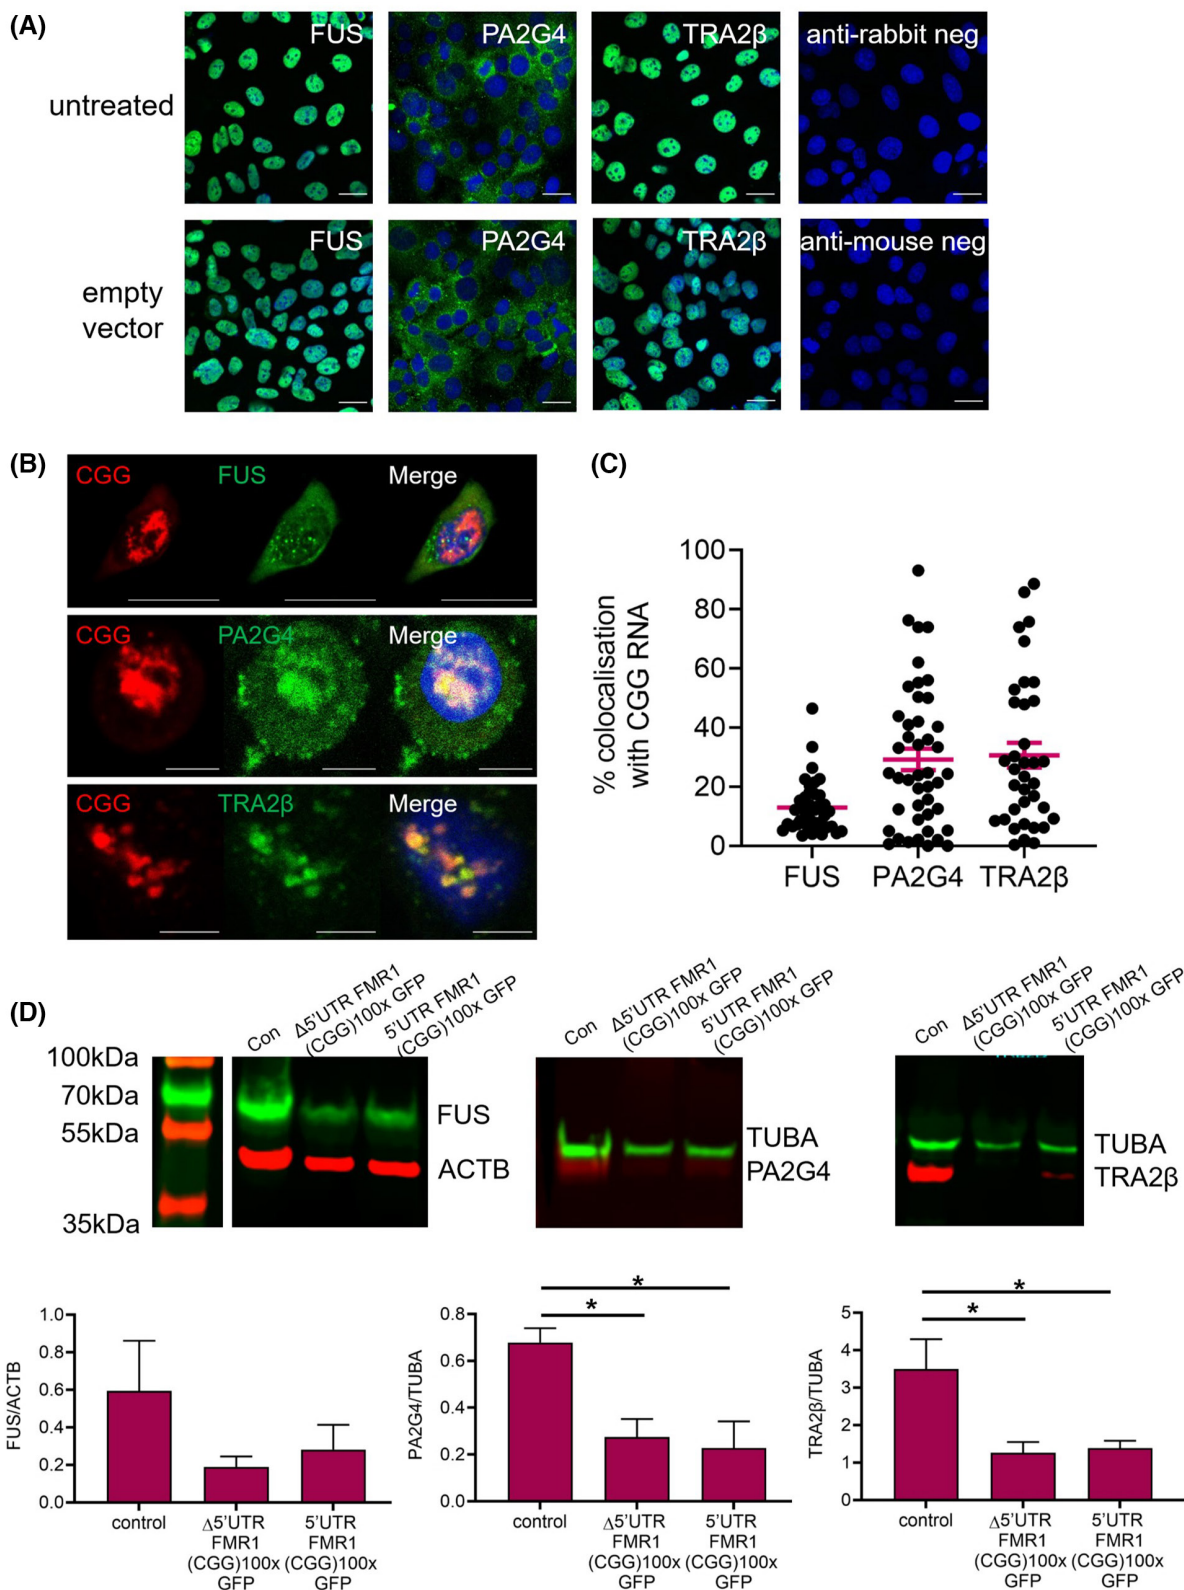 (A)
FUS
PA2G4
TRA2β
anti-rabbit neg
untreated
FUS
PA2G4
TRA2β
anti-mouse neg
empty
vector
(B)
CGG
FUS
Merge
CGG
PA2G4
Merge
CGG
TRA2β
Merge
(C)
% colocalisation
with CGG RNA
100
80
60
40
20
0
FUS
PA2G4
TRA2β
(D)
Con
Δ5'UTR FMR1
(CGG)100x GFP
5'UTR FMR1
(CGG)100x GFP
100kDa
70kDa
55kDa
35kDa
FUS
ACTB
Con
Δ5'UTR FMR1
(CGG)100x GFP
5'UTR FMR1
(CGG)100x GFP
TUBA
PA2G4
Con
Δ5'UTR FMR1
(CGG)100x GFP
5'UTR FMR1
(CGG)100x GFP
TUBA
TRA2β
FUS/ACTB
1.0
0.8
0.6
0.4
0.2
0.0
control
Δ5'UTR
FMR1
(CGG)100x
GFP
5'UTR
FMR1
(CGG)100x
GFP
PA2G4/TUBA
0.8
0.6
0.4
0.2
0.0
*
*
control
Δ5'UTR
FMR1
(CGG)100x
GFP
5'UTR
FMR1
(CGG)100x
GFP
TRA2β/TUBA
5
4
3
2
1
0
*
*
control
Δ5'UTR
FMR1
(CGG)100x
GFP
5'UTR
FMR1
(CGG)100x
GFP